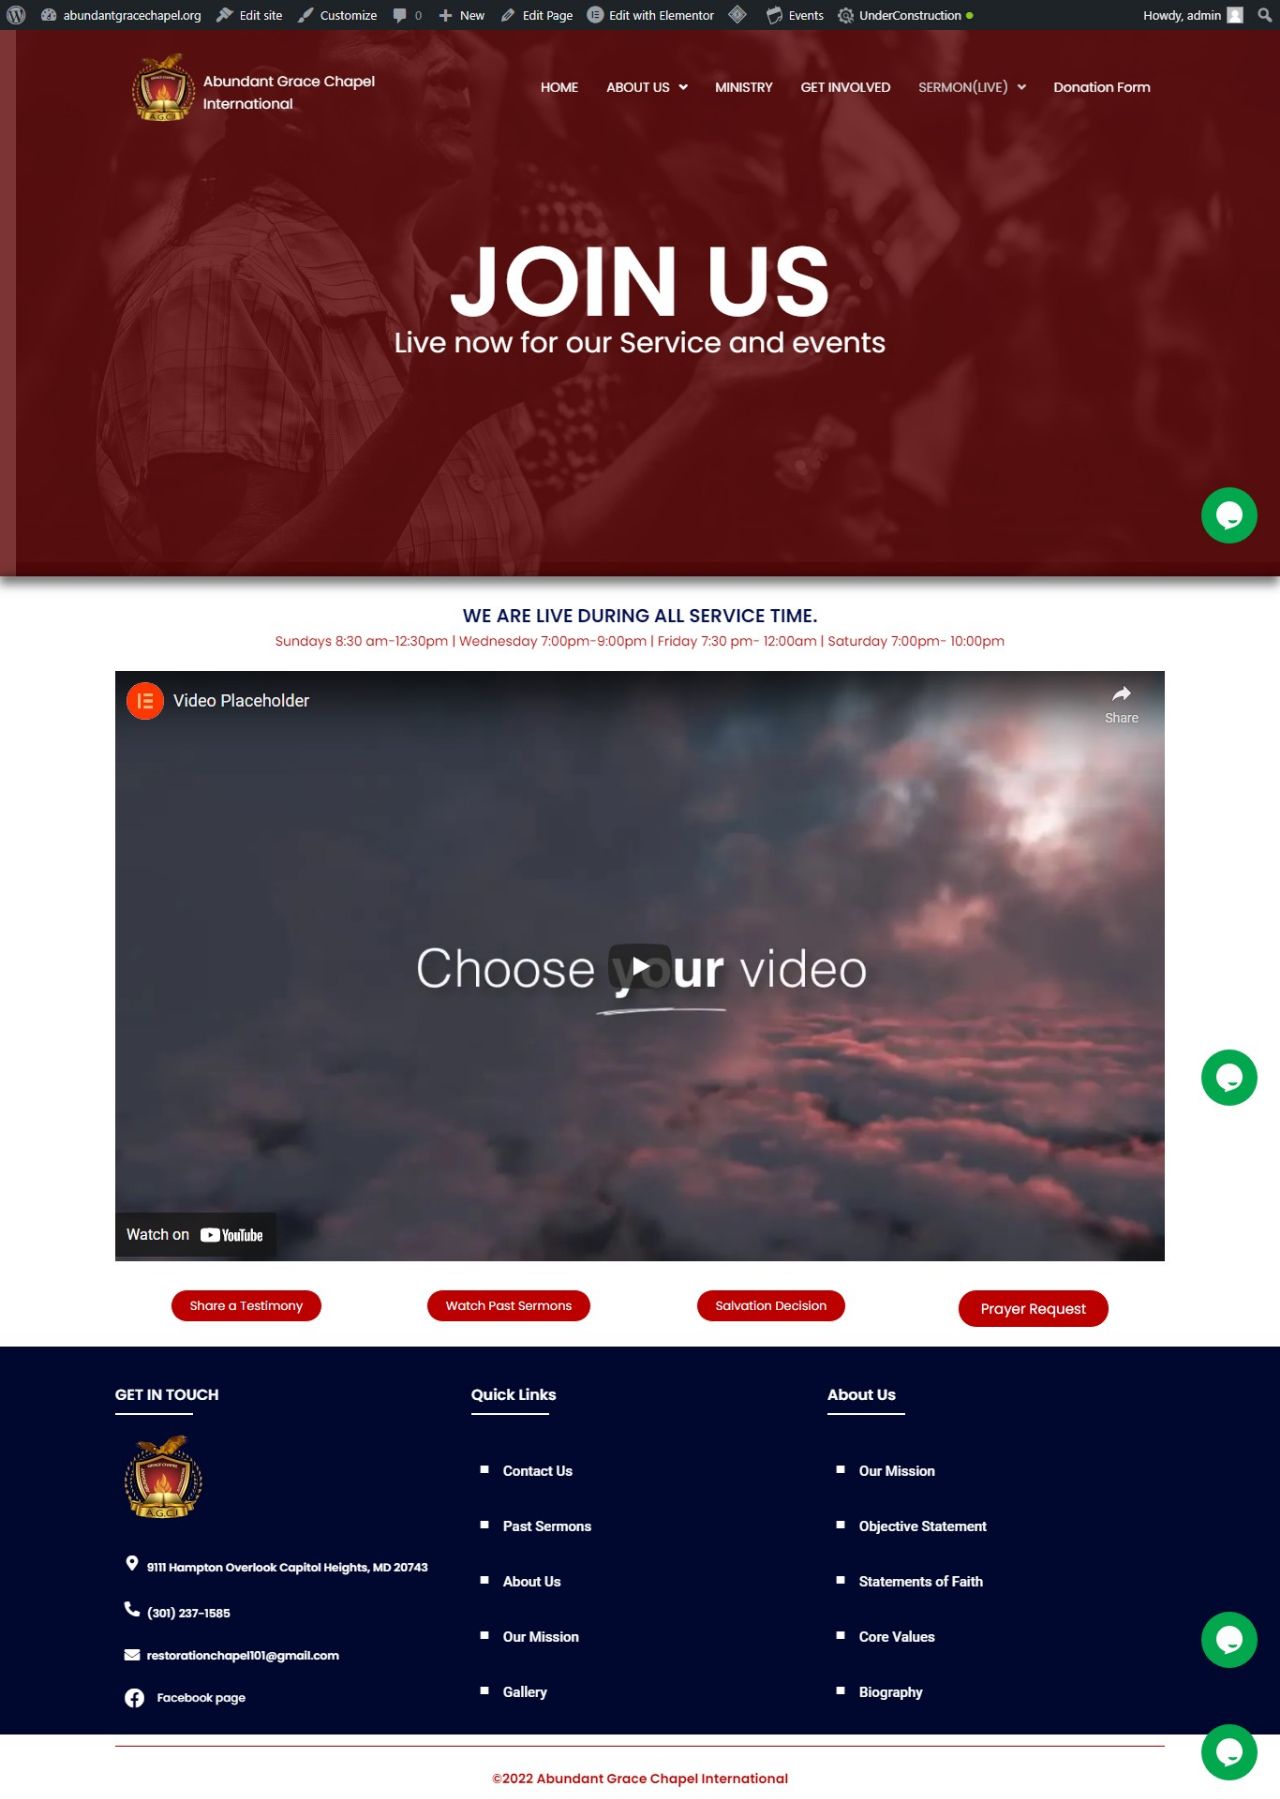 abundantgracechapel.org Edit site Customize 0 New Edit Page Edit with Elementor Events UnderConstruction Howdy, admin
Abundant Grace Chapel
International
HOME ABOUT US MINISTRY GET INVOLVED SERMON(LIVE) Donation Form
JOIN US
Live now for our Service and events
WE ARE LIVE DURING ALL SERVICE TIME.
Sundays 8:30 am-12:30pm | Wednesday 7:00pm-9:00pm | Friday 7:30 pm- 12:00am | Saturday 7:00pm- 10:00pm
Video Placeholder
Share
Choose your video
Watch on YouTube
Share a Testimony Watch Past Sermons Salvation Decision Prayer Request
GET IN TOUCH
A.G.C.I
9111 Hampton Overlook Capitol Heights, MD 20743
(301) 237-1585
restorationchapel101@gmail.com
Facebook page
Quick Links
Contact Us
Past Sermons
About Us
Our Mission
Gallery
About Us
Our Mission
Objective Statement
Statements of Faith
Core Values
Biography
©2022 Abundant Grace Chapel International